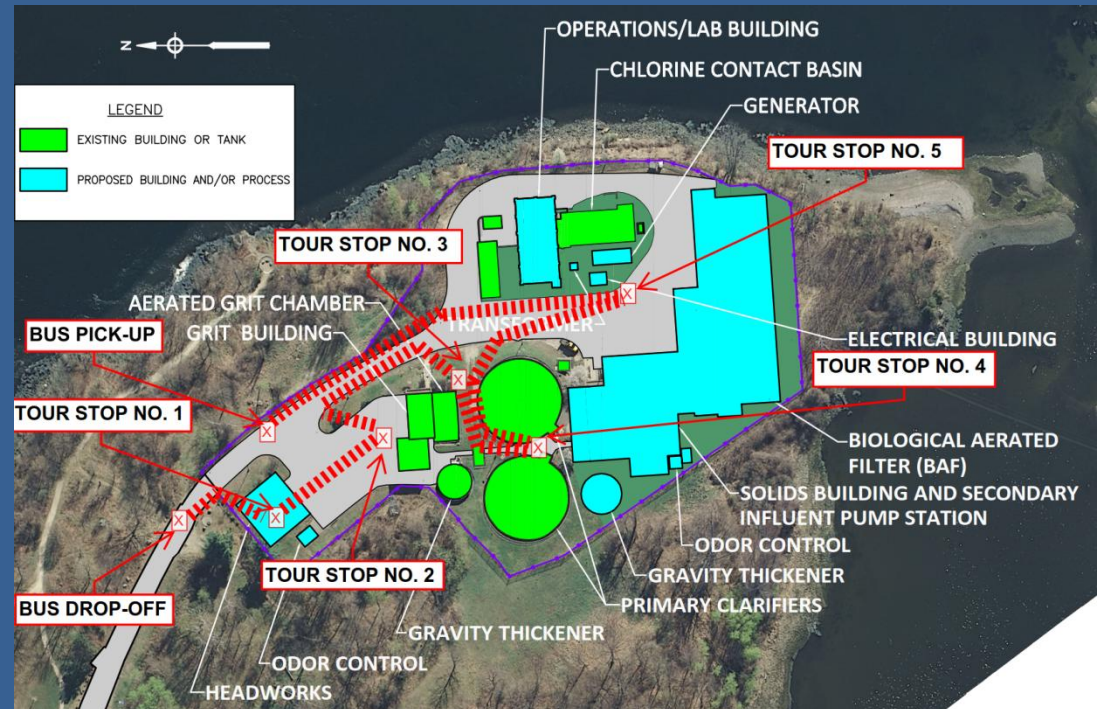 OPERATIONS/LAB BUILDING
Z
CHLORINE CONTACT BASIN
LEGEND
GENERATOR
EXISTING BUILDING OR TANK
TOUR STOP NO. 5
PROPOSED BUILDING AND/OR PROCESS
TOUR STOP NO. 3
AERATED GRIT CHAMBER
GRIT BUILDING
BUS PICK-UP
TRANSFORMER
ELECTRICAL BUILDING
TOUR STOP NO. 4
TOUR STOP NO. 1
X
X
X
X
X
X
X
BIOLOGICAL AERATED
FILTER (BAF)
SOLIDS BUILDING AND SECONDARY
INFLUENT PUMP STATION
ODOR CONTROL
TOUR STOP NO. 2
GRAVITY THICKENER
BUS DROP-OFF
PRIMARY CLARIFIERS
GRAVITY THICKENER
ODOR CONTROL
HEADWORKS